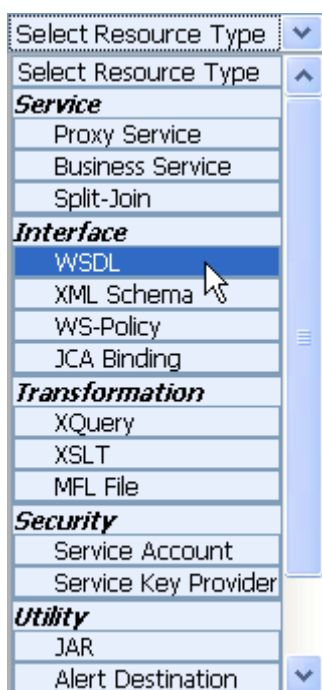 Select Resource Type
Select Resource Type
Service
Proxy Service
Business Service
Split-Join
Interface
WSDL
XML Schema
WS-Policy
JCA Binding
Transformation
XQuery
XSLT
MFL File
Security
Service Account
Service Key Provider
Utility
JAR
Alert Destination